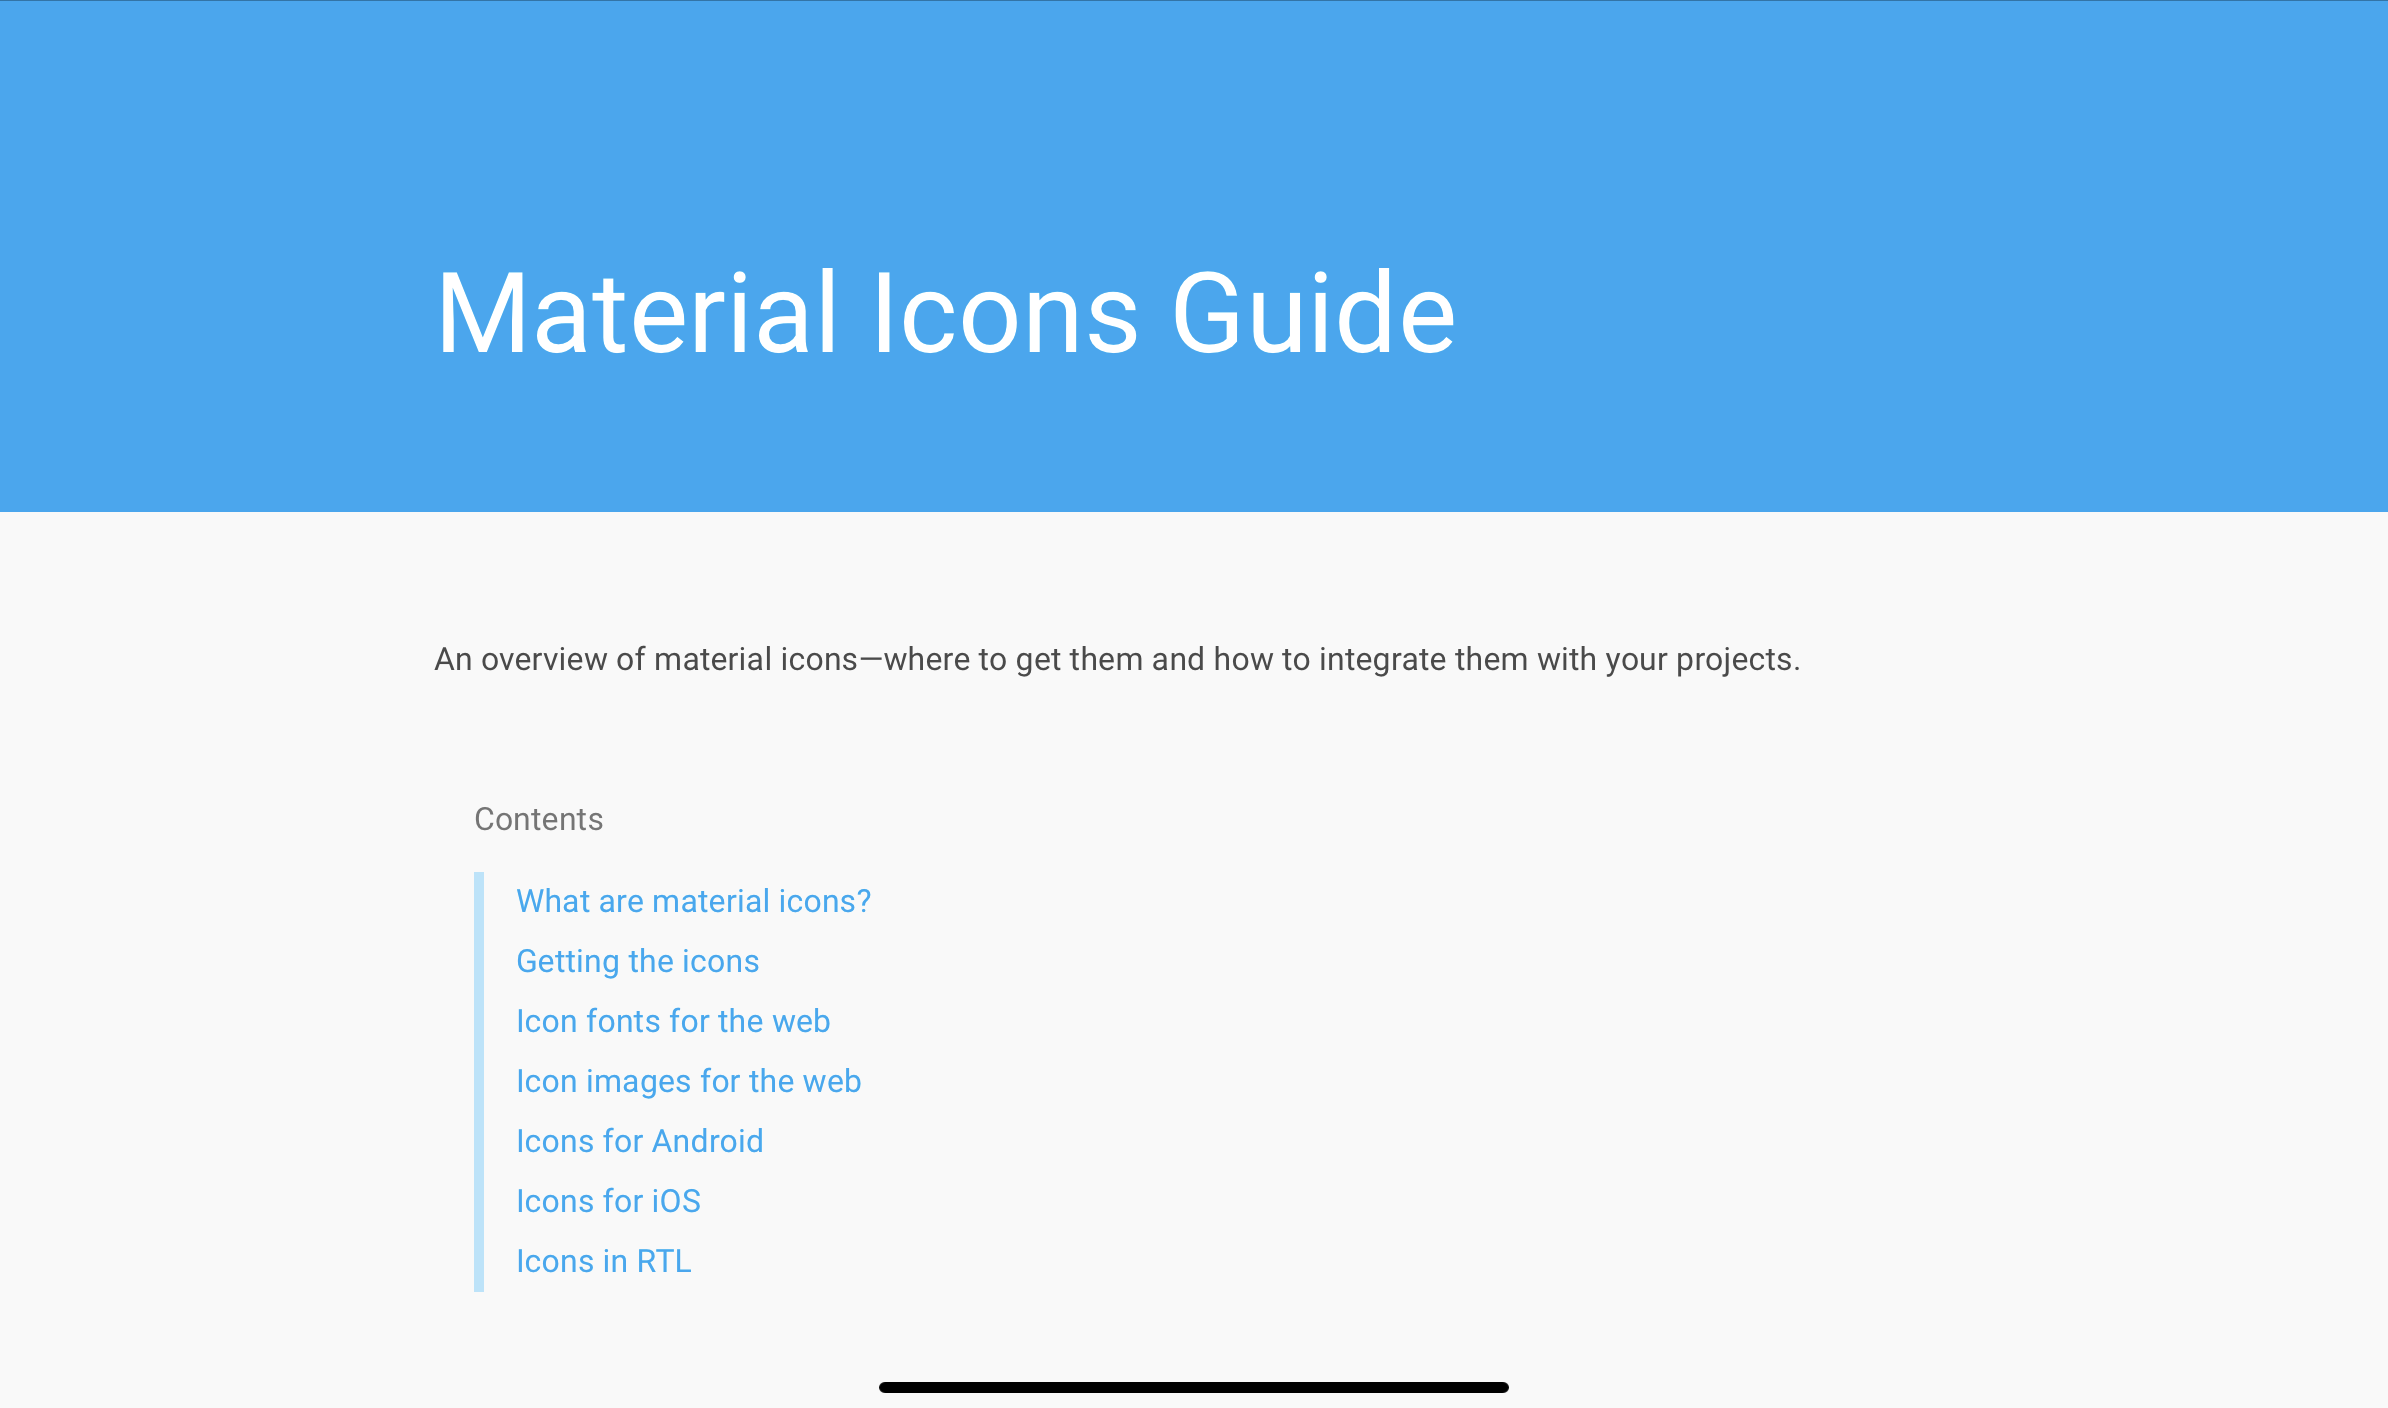 Material Icons Guide
An overview of material icons—where to get them and how to integrate them with your projects.
Contents
What are material icons?
Getting the icons
Icon fonts for the web
Icon images for the web
Icons for Android
Icons for iOS
Icons in RTL